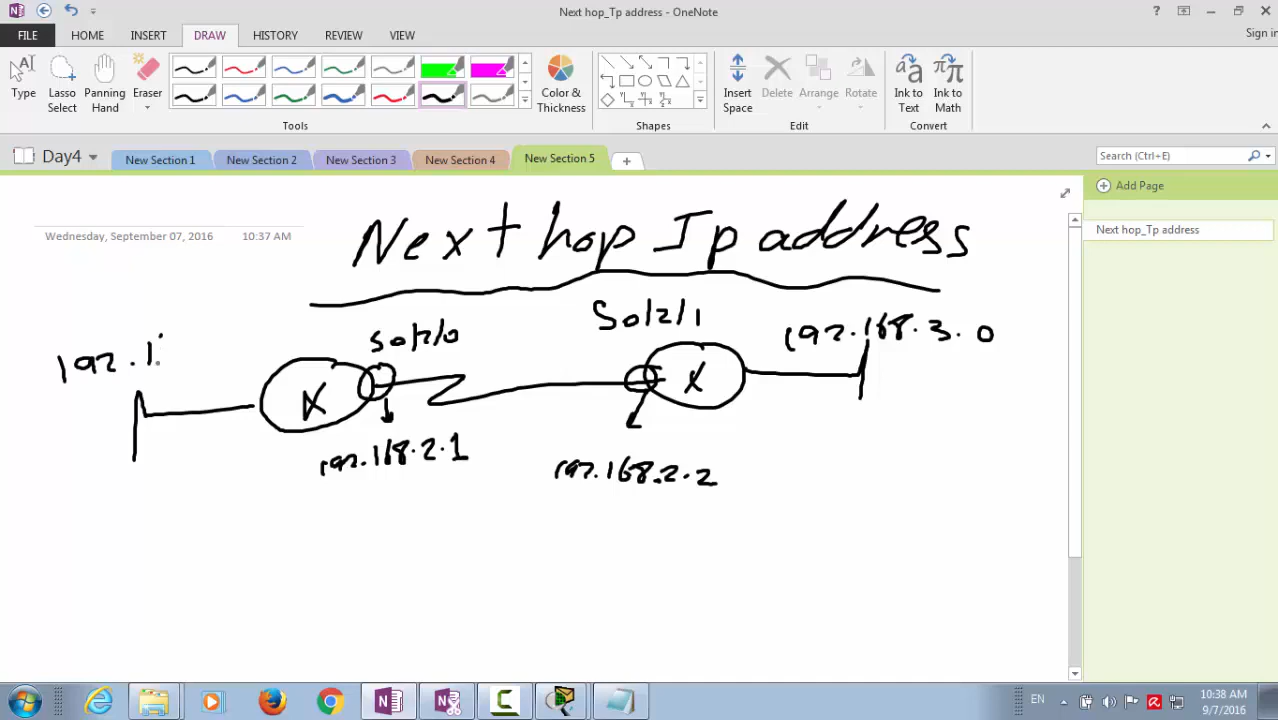 Next hop_Tp address - OneNote
FILE HOME INSERT DRAW HISTORY REVIEW VIEW
Sign in
Type
Lasso Select
Panning Hand
Eraser
Color & Thickness
Insert Space
Delete
Arrange
Rotate
Ink to Text
Ink to Math
Tools
Shapes
Edit
Convert
Day4
New Section 1
New Section 2
New Section 3
New Section 4
New Section 5
Search (Ctrl+E)
Add Page
Next hop_Tp address
Wednesday, September 07, 2016 10:37 AM
Next hop Ip address
So/2/0
So/2/1
192.1
192.168.3.0
X
X
192.168.2.1
192.168.2.2
EN
10:38 AM
9/7/2016